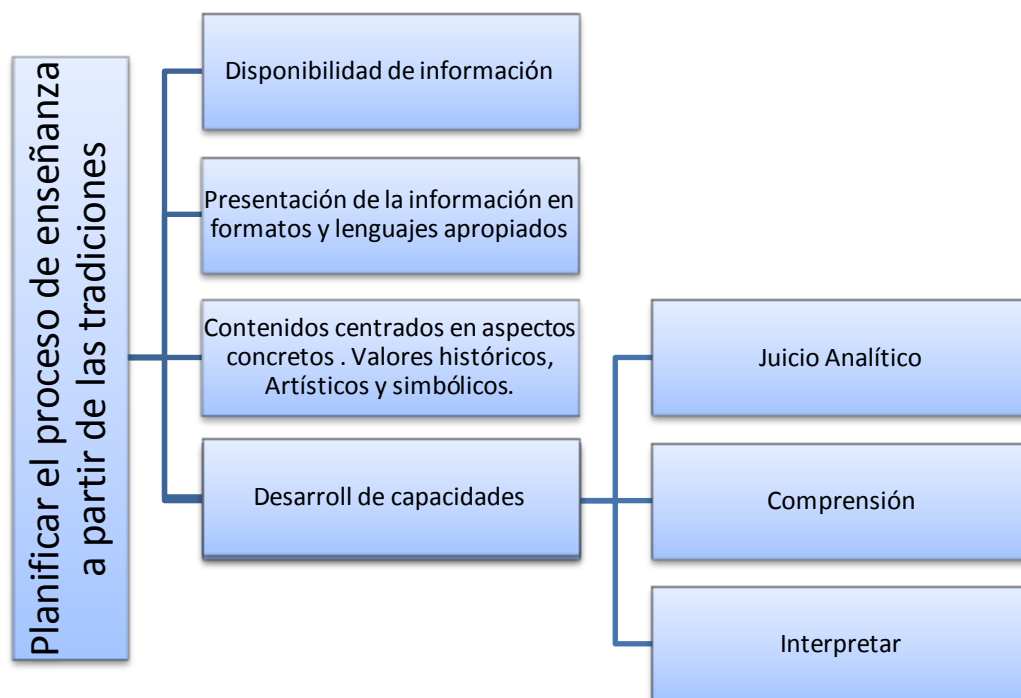 Planificar el proceso de enseñanza
a partir de las tradiciones
Disponibilidad de información
Presentación de la información en
formatos y lenguajes apropiados
Contenidos centrados en aspectos
concretos . Valores históricos,
Artísticos y simbólicos.
Desarroll de capacidades
Juicio Analítico
Comprensión
Interpretar